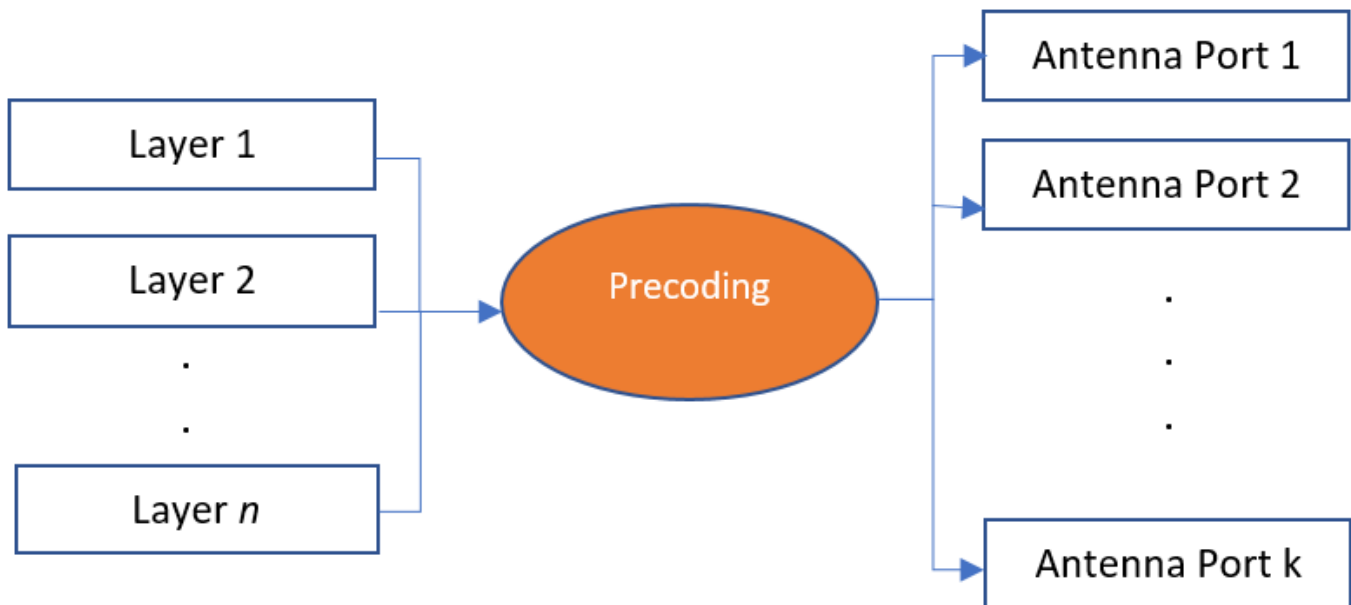 Layer 1
Layer 2
.
.
Layer n
Precoding
Antenna Port 1
Antenna Port 2
.
.
.
Antenna Port k